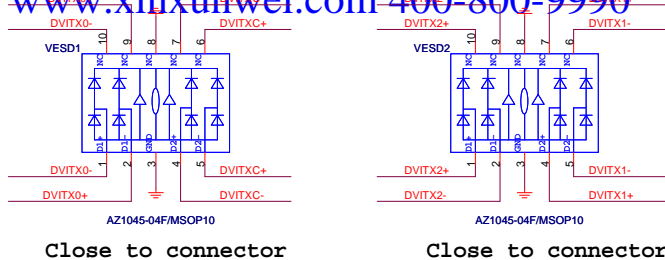 www.xinxunwei.com 400-800-9990
DVITX0- DVITXC+ DVITX2+ DVITX1-
VESD1 10 9 8 7 6 VESD2 10 9 8 7 6
NC NC NC NC NC NC NC NC
D1+ D1- GND D2+ D2- D1+ D1- GND D2+ D2-
1 2 3 4 5 1 2 3 4 5
DVITX0- DVITXC+ DVITX2+ DVITX1-
DVITX0+ DVITXC- DVITX2- DVITX1+
AZ1045-04F/MSOP10 AZ1045-04F/MSOP10
Close to connector Close to connector